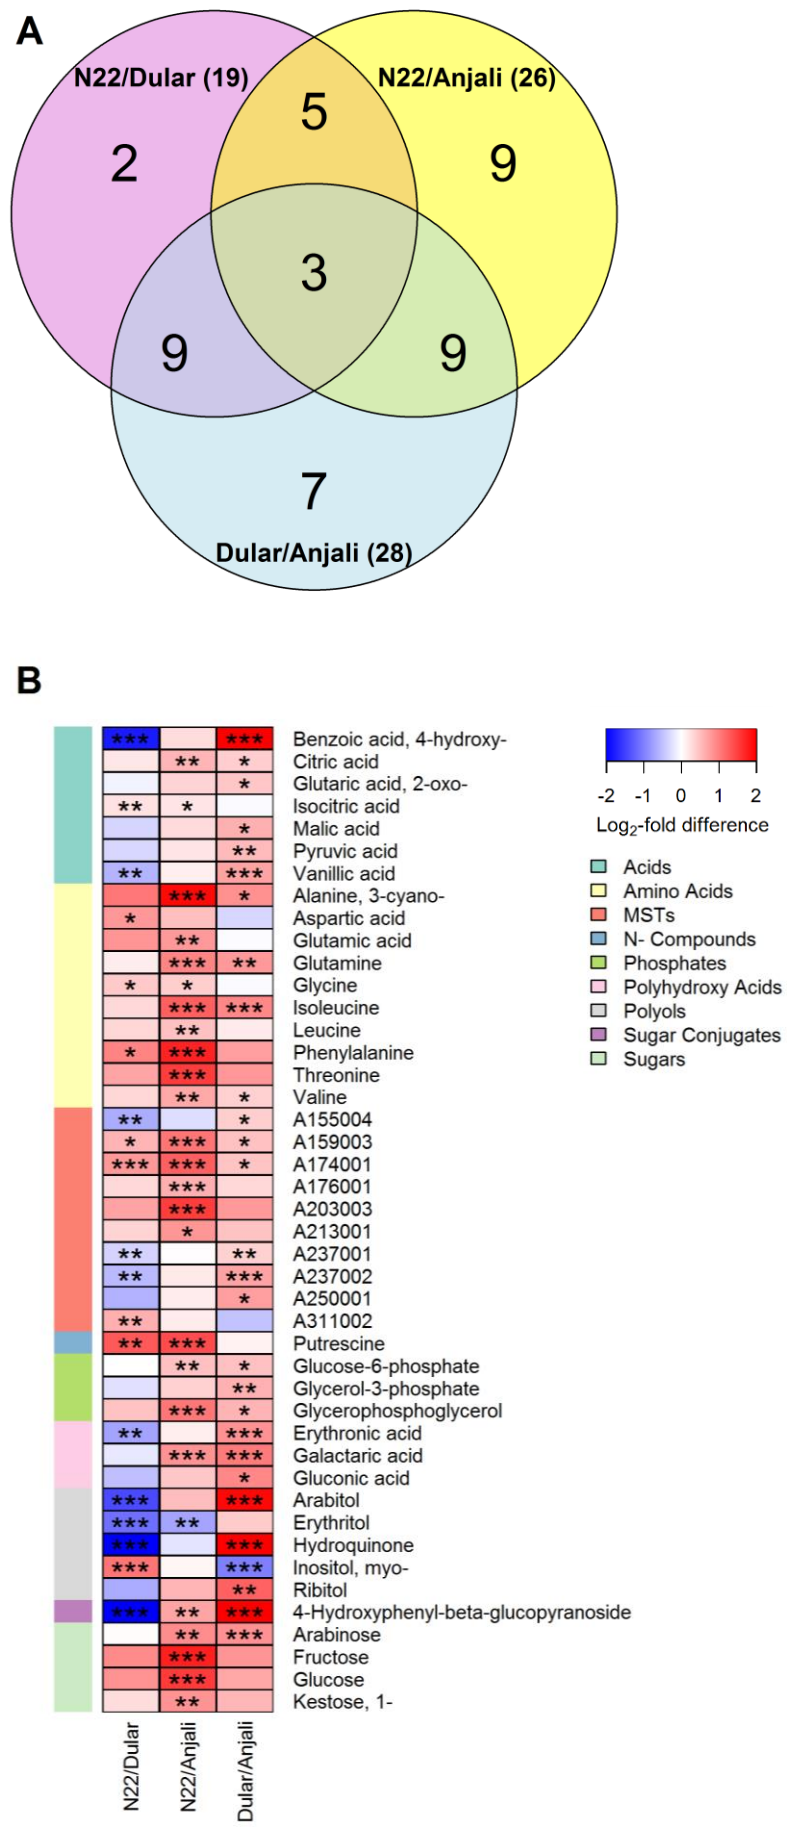 A
N22/Dular (19)
N22/Anjali (26)
5
2
9
3
9
9
7
Dular/Anjali (28)
B
*** *** Benzoic acid, 4-hydroxy-
** * Citric acid
* Glutaric acid, 2-oxo-
** * Isocitric acid
* Malic acid
** Pyruvic acid
** *** Vanillic acid
*** * Alanine, 3-cyano-
* Aspartic acid
** Glutamic acid
*** ** Glutamine
* * Glycine
*** *** Isoleucine
** Leucine
* *** Phenylalanine
*** Threonine
** * Valine
** * A155004
* *** * A159003
*** *** * A174001
*** A176001
*** A203003
* A213001
** ** A237001
** *** A237002
* A250001
** A311002
** *** Putrescine
** * Glucose-6-phosphate
** Glycerol-3-phosphate
*** * Glycerophosphoglycerol
** *** Erythronic acid
*** *** Galactaric acid
* Gluconic acid
*** *** Arabitol
*** ** Erythritol
*** *** Hydroquinone
*** *** Inositol, myo-
** Ribitol
*** ** *** 4-Hydroxyphenyl-beta-glucopyranoside
** *** Arabinose
*** Fructose
*** Glucose
** Kestose, 1-
N22/Dular
N22/Anjali
Dular/Anjali
-2 -1 0 1 2
Log2-fold difference
Acids
Amino Acids
MSTs
N- Compounds
Phosphates
Polyhydroxy Acids
Polyols
Sugar Conjugates
Sugars